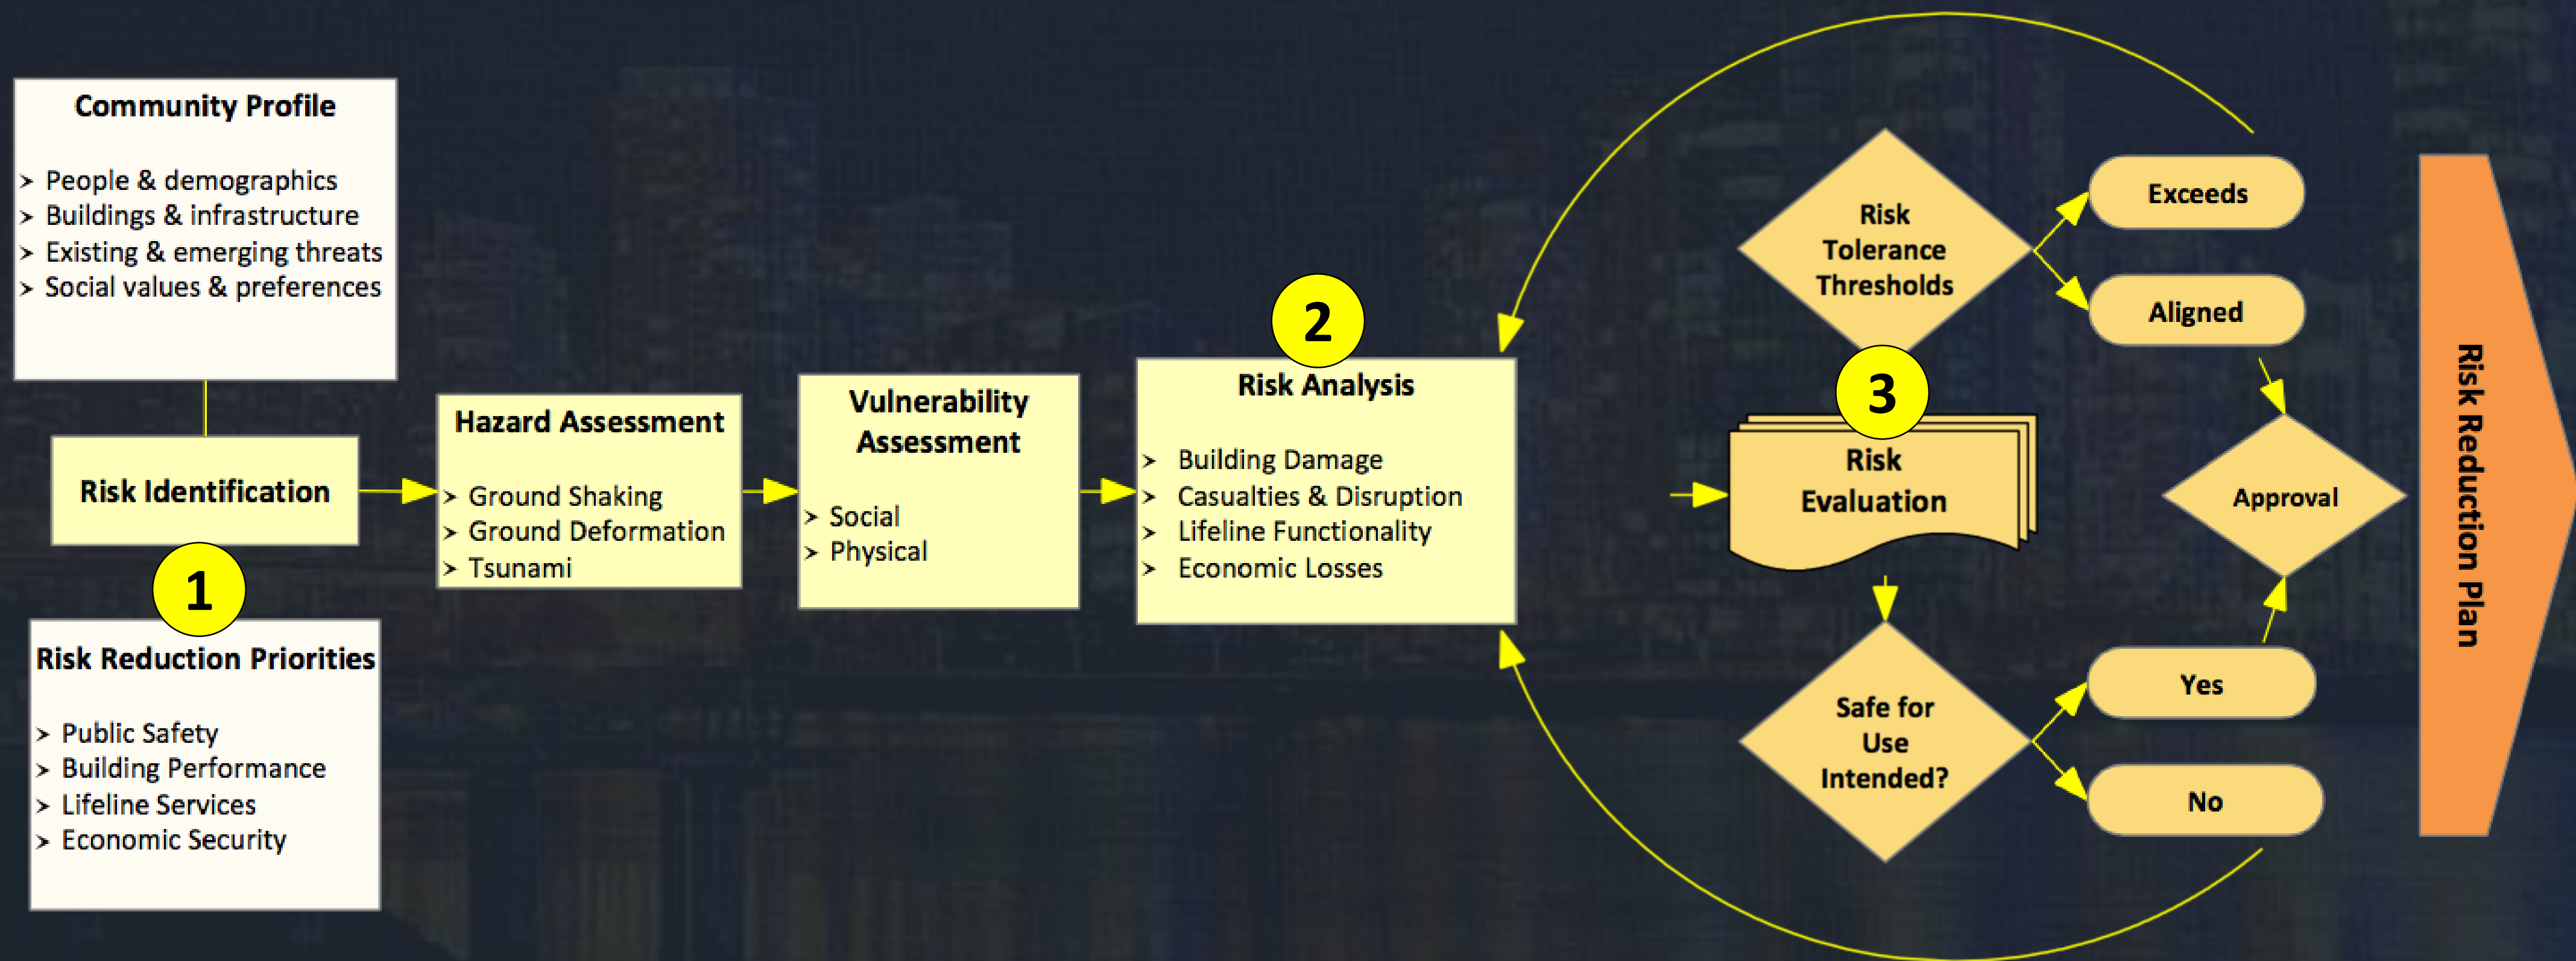 Community Profile
➢ People & demographics
➢ Buildings & infrastructure
➢ Existing & emerging threats
➢ Social values & preferences
Risk Identification
1
Risk Reduction Priorities
➢ Public Safety
➢ Building Performance
➢ Lifeline Services
➢ Economic Security
Hazard Assessment
➢ Ground Shaking
➢ Ground Deformation
➢ Tsunami
Vulnerability
Assessment
➢ Social
➢ Physical
2
Risk Analysis
➢ Building Damage
➢ Casualties & Disruption
➢ Lifeline Functionality
➢ Economic Losses
Risk
Tolerance
Thresholds
Exceeds
Aligned
3
Risk
Evaluation
Approval
Safe for
Use
Intended?
Yes
No
Risk Reduction Plan